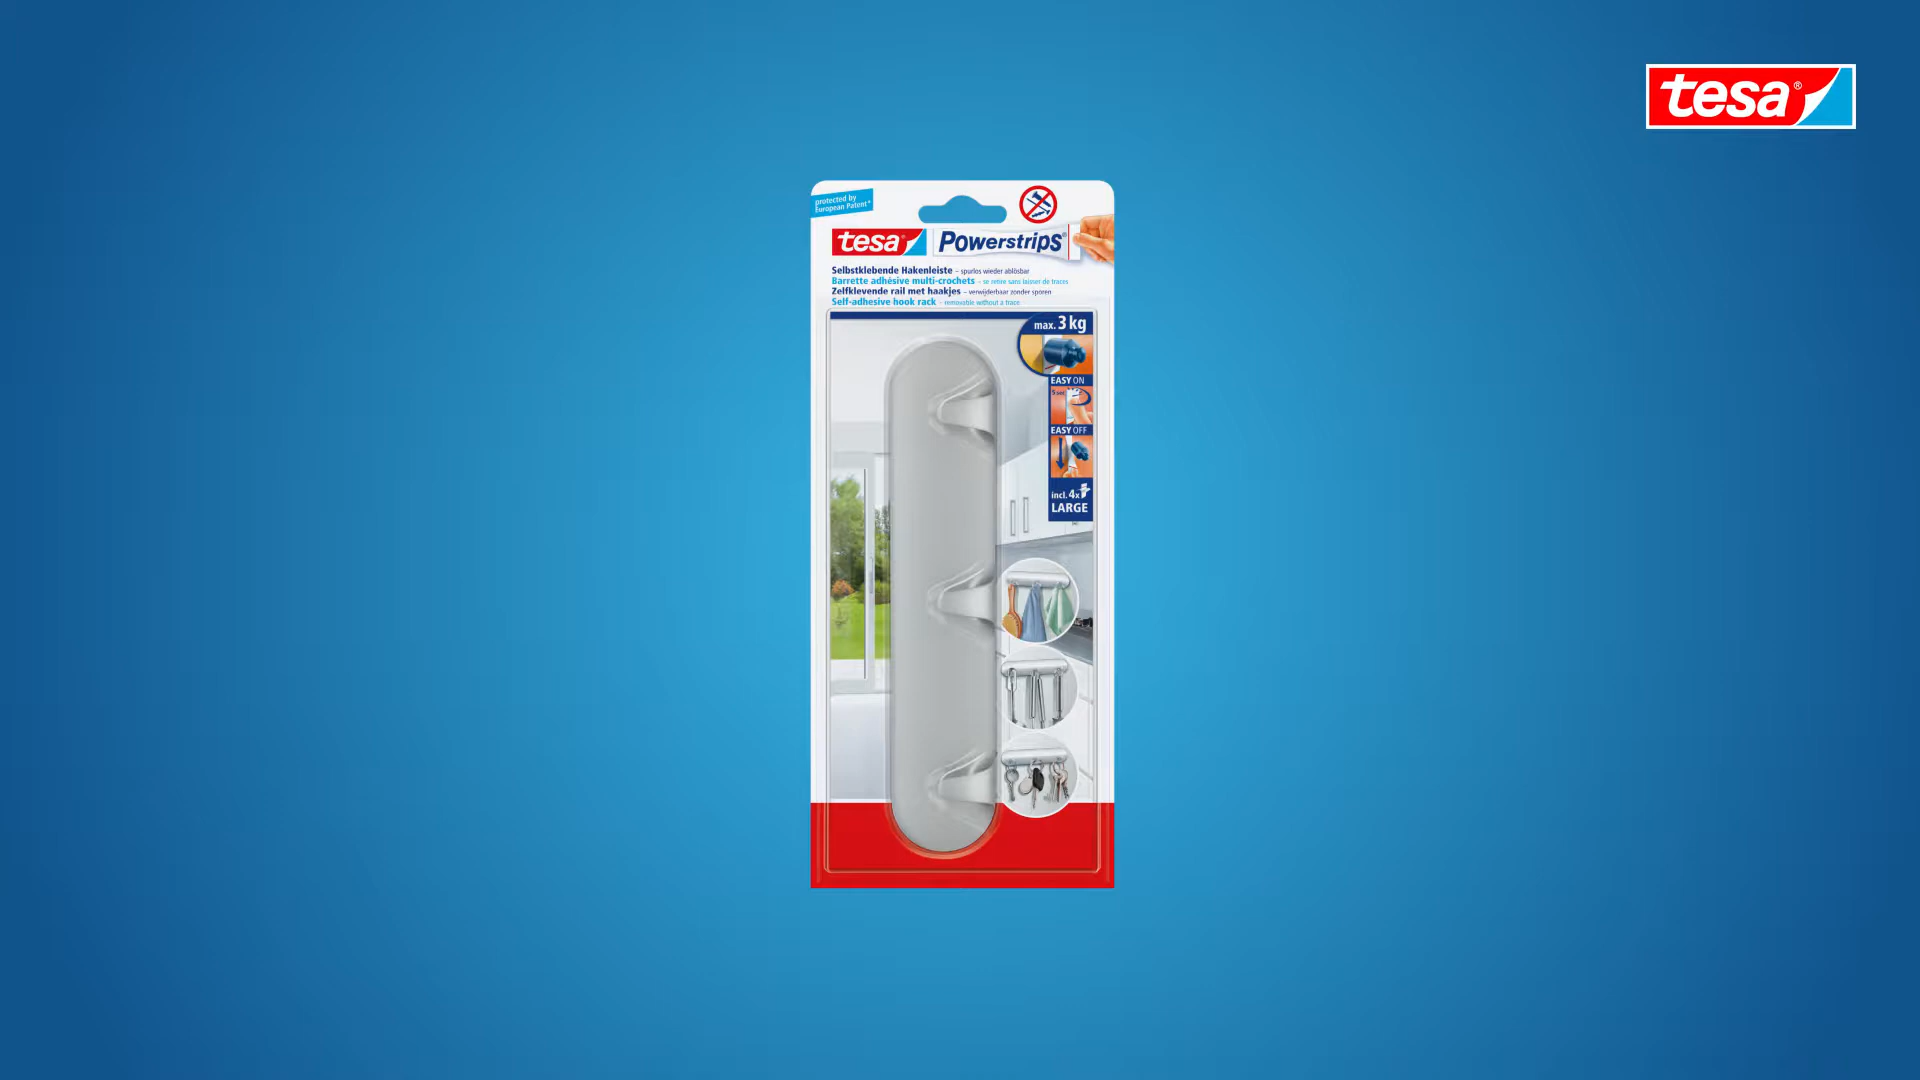 tesa®
protected by
European Patent*
tesa® Powerstrips®
Selbstklebende Hakenleiste – spurlos wieder ablösbar
Barrette adhésive multi-crochets – se retire sans laisser de traces
Zelfklevende rail met haakjes – verwijderbaar zonder sporen
Self-adhesive hook rack – removable without a trace
max. 3 kg
EASY ON
5 sec.
EASY OFF
incl. 4x
LARGE